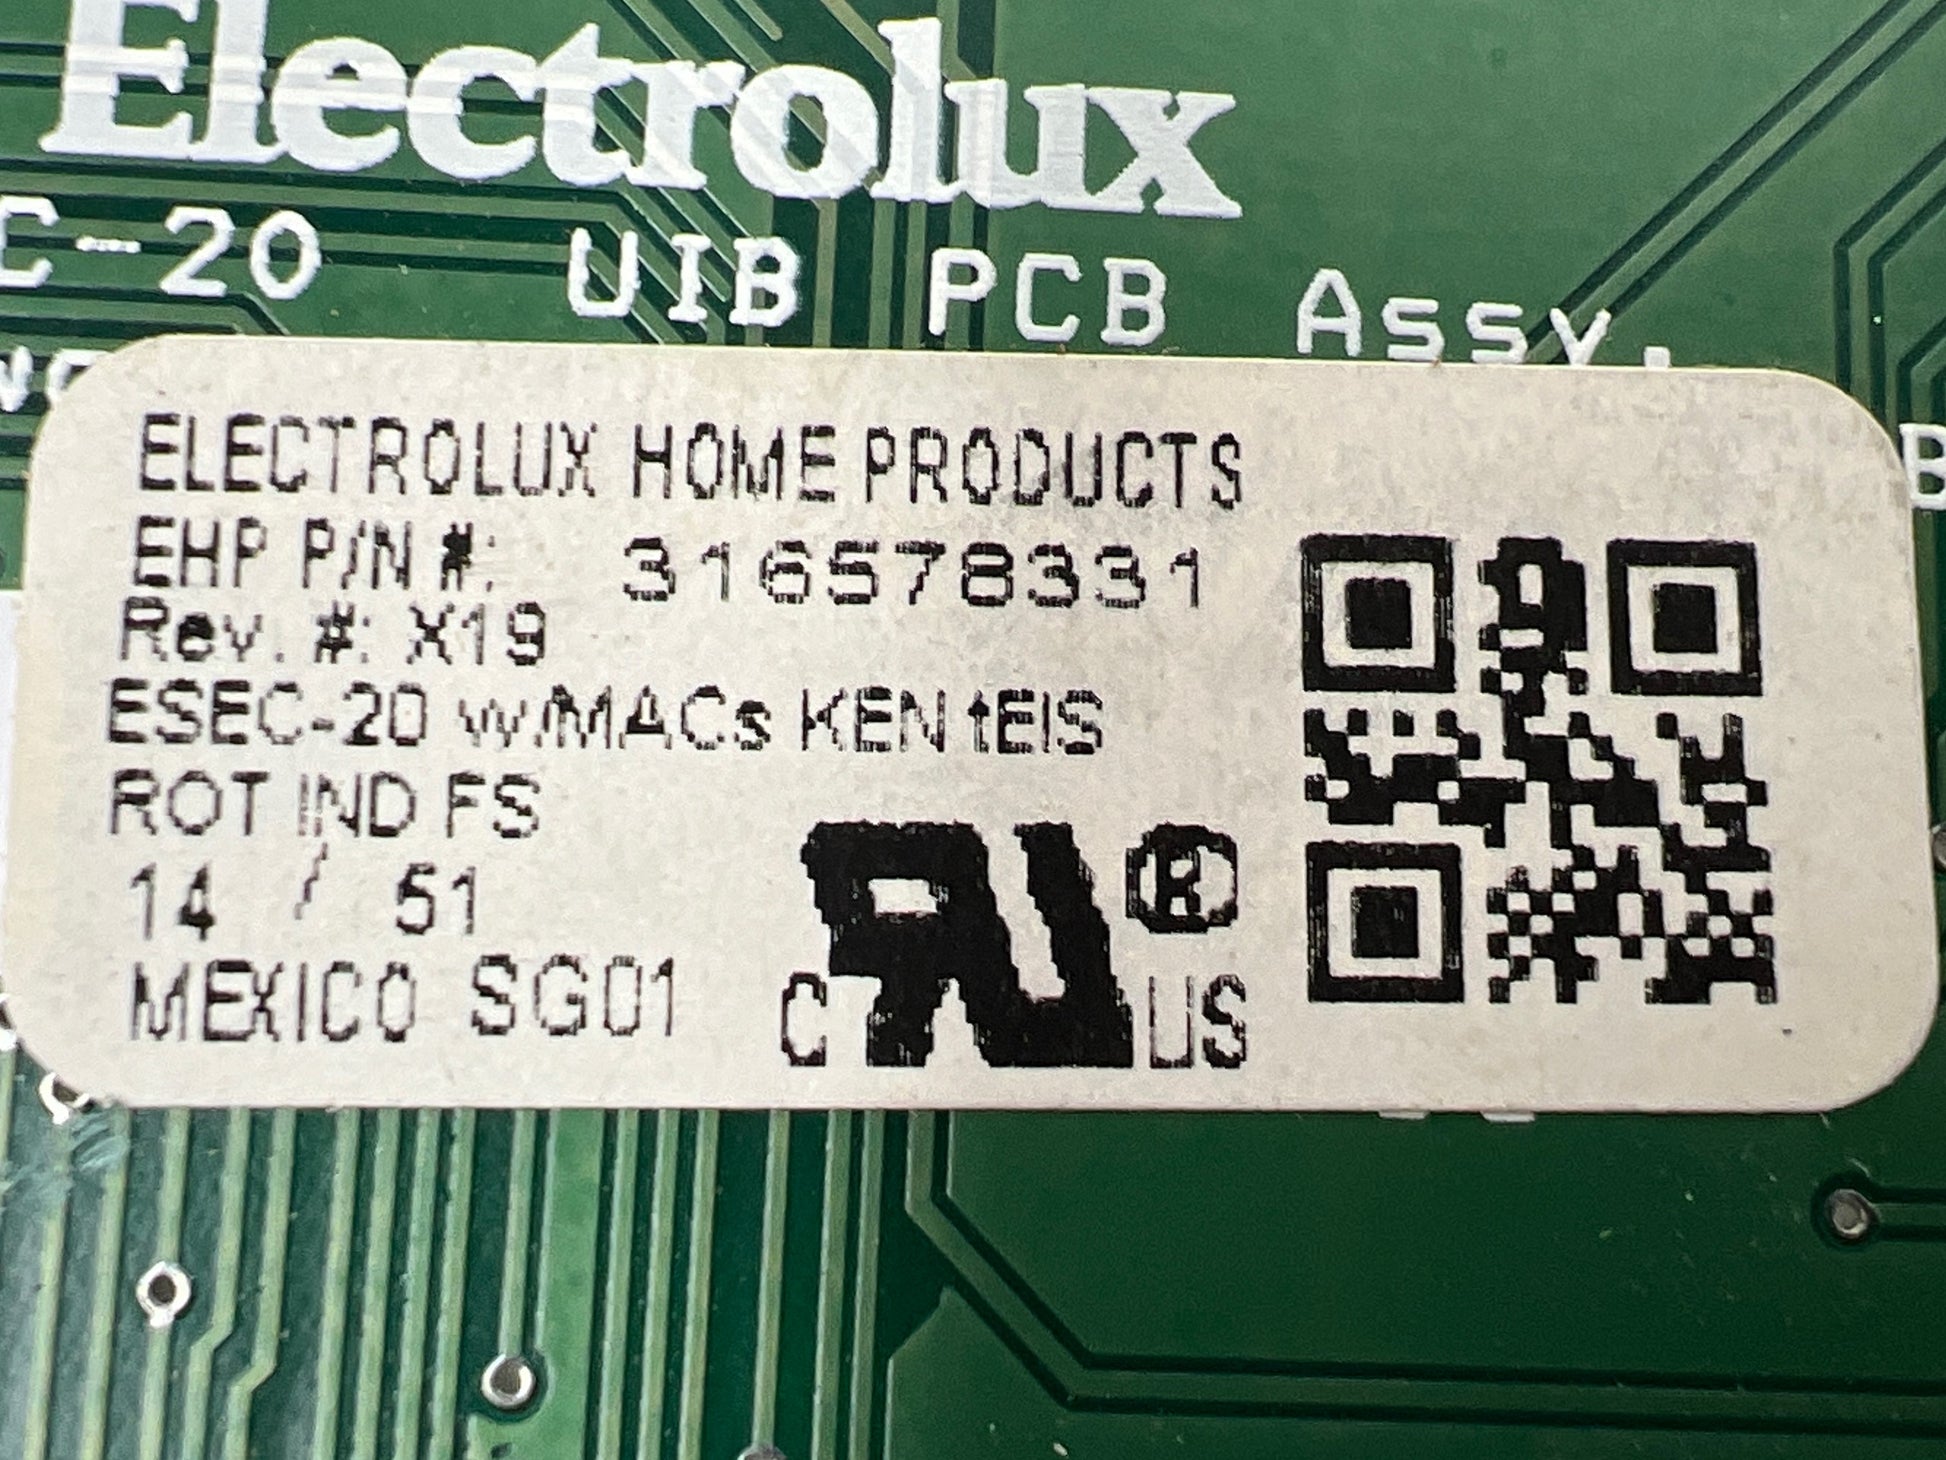 Electrolux
C-20 UIB PCB Assy.
ELECTROLUX HOME PRODUCTS
EHP P/N #: 316578331
Rev. #: X19
ESEC-20 w/MACs KEN tEIS
ROT IND FS
14 / 51
MEXICO SG01
C US
B